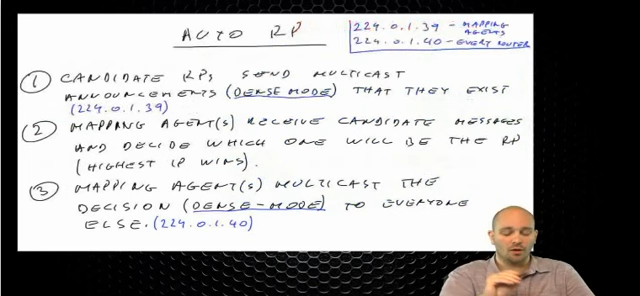 AUTO RP
224.0.1.39 - MAPPING
AGENTS
224.0.1.40 - EVERY ROUTER
① CANDIDATE RPs SEND MULTICAST
ANNOUNCEMENTS (DENSE MODE) THAT THEY EXIST
(224.0.1.39)
② MAPPING AGENT(S) RECEIVE CANDIDATE MESSAGES
AND DECIDE WHICH ONE WILL BE THE RP
(HIGHEST IP WINS).
③ MAPPING AGENT(S) MULTICAST THE
DECISION (DENSE-MODE) TO EVERYONE
ELSE. (224.0.1.40)